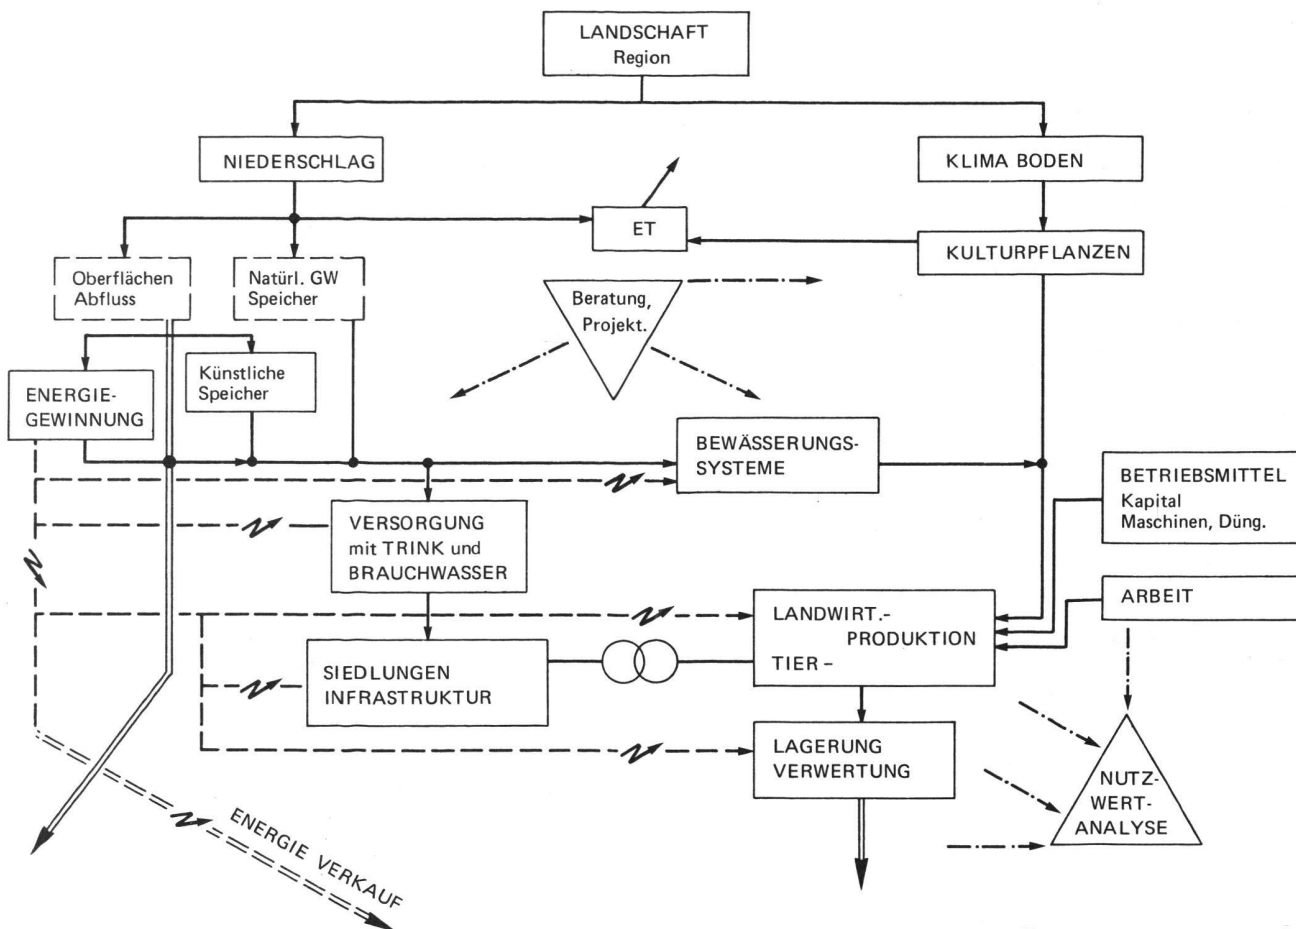 LANDSCHAFT
Region
NIEDERSCHLAG
KLIMA BODEN
ET
KULTURPFLANZEN
Oberflächen
Abfluss
Natürl. GW
Speicher
Beratung,
Projekt.
Künstliche
Speicher
ENERGIE-
GEWINNUNG
BEWÄSSERUNGS-
SYSTEME
BETRIEBSMITTEL
Kapital
Maschinen, Düng.
VERSORGUNG
mit TRINK und
BRAUCHWASSER
ARBEIT
LANDWIRT.-
PRODUKTION
TIER –
SIEDLUNGEN
INFRASTRUKTUR
LAGERUNG
VERWERTUNG
NUTZ-
WERT-
ANALYSE
ENERGIE VERKAUF